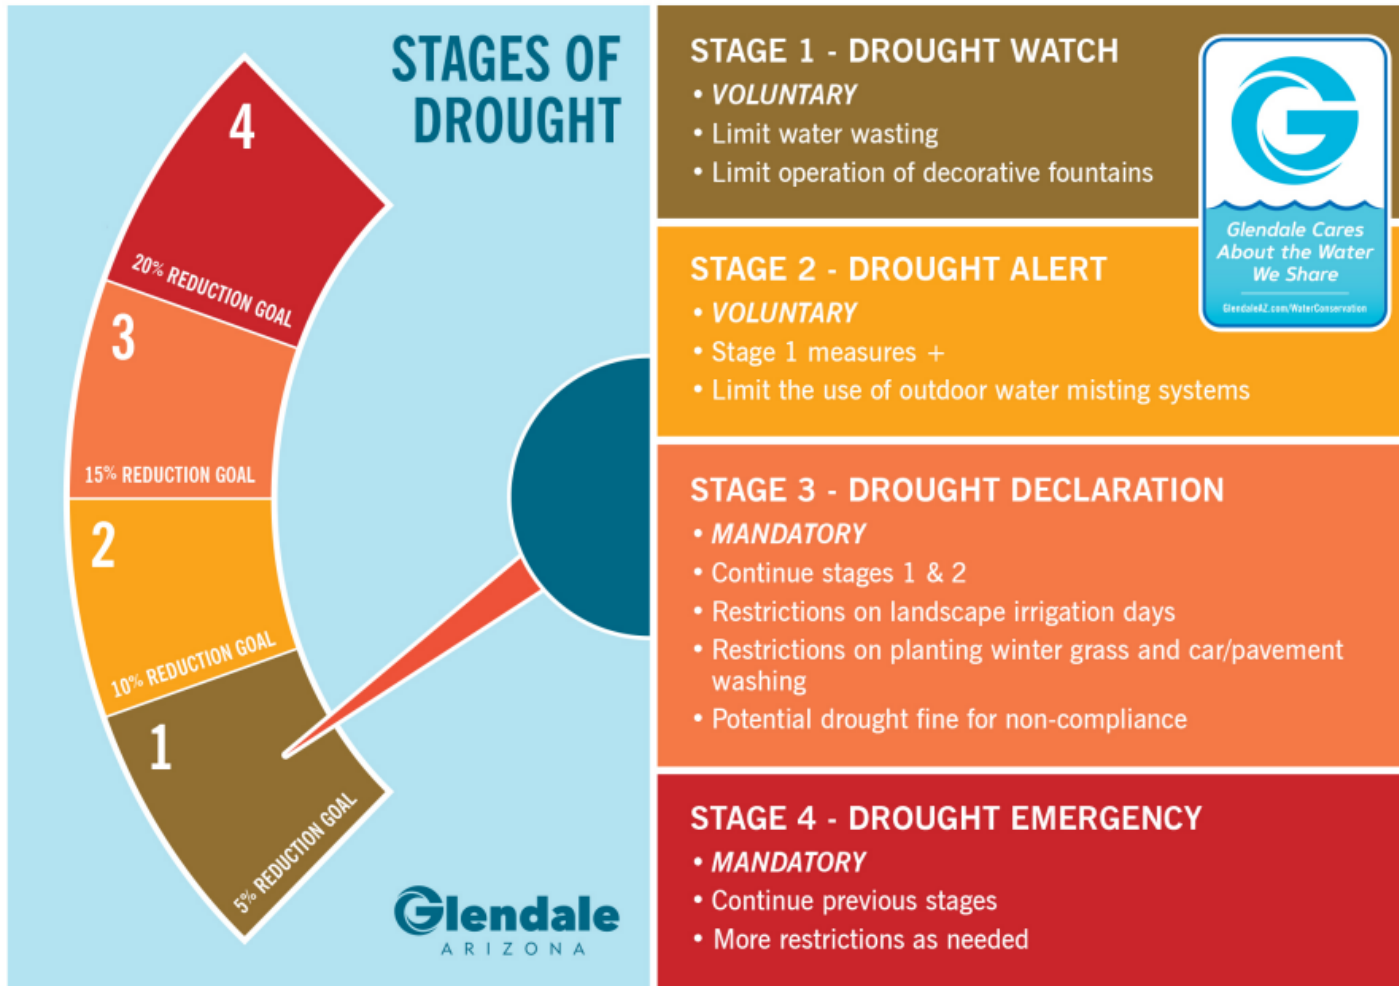 STAGES OF
DROUGHT
4
20% REDUCTION GOAL
3
15% REDUCTION GOAL
2
10% REDUCTION GOAL
1
5% REDUCTION GOAL
Glendale
ARIZONA
STAGE 1 - DROUGHT WATCH
• VOLUNTARY
• Limit water wasting
• Limit operation of decorative fountains
G
Glendale Cares
About the Water
We Share
GlendaleAZ.com/WaterConservation
STAGE 2 - DROUGHT ALERT
• VOLUNTARY
• Stage 1 measures +
• Limit the use of outdoor water misting systems
STAGE 3 - DROUGHT DECLARATION
• MANDATORY
• Continue stages 1 & 2
• Restrictions on landscape irrigation days
• Restrictions on planting winter grass and car/pavement
washing
• Potential drought fine for non-compliance
STAGE 4 - DROUGHT EMERGENCY
• MANDATORY
• Continue previous stages
• More restrictions as needed